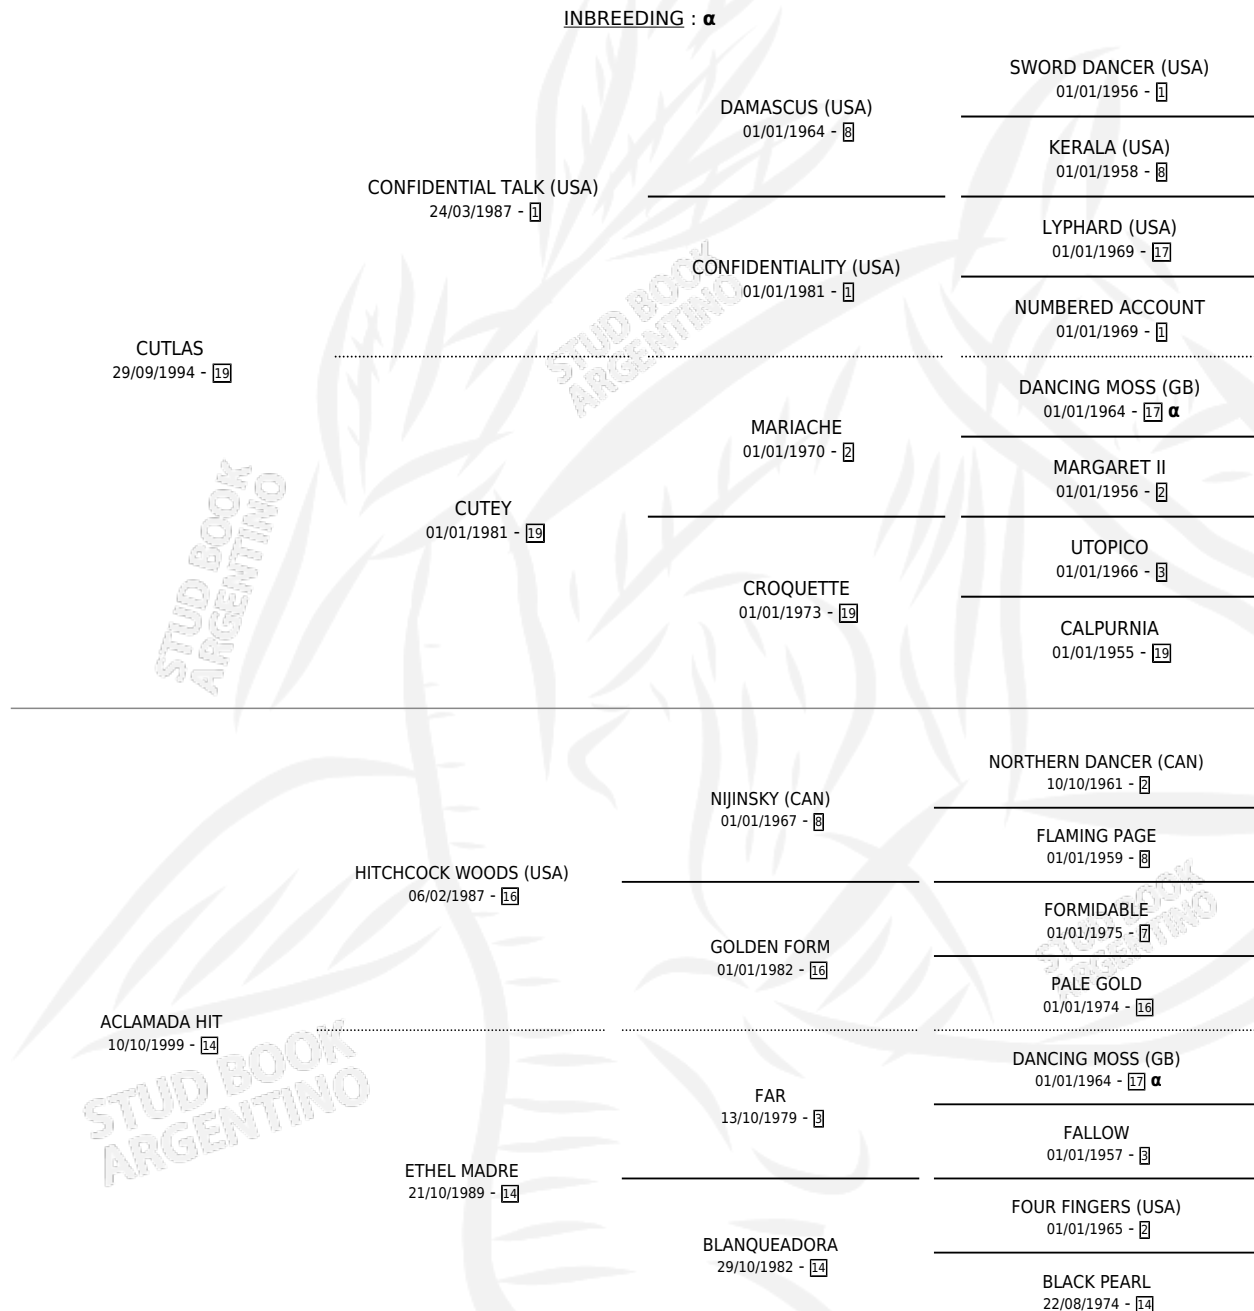 INBREEDING : α
SWORD DANCER (USA)
01/01/1956 - 1
DAMASCUS (USA)
01/01/1964 - 8
KERALA (USA)
01/01/1958 - 8
CONFIDENTIAL TALK (USA)
24/03/1987 - 1
LYPHARD (USA)
01/01/1969 - 17
CONFIDENTIALITY (USA)
01/01/1981 - 1
NUMBERED ACCOUNT
01/01/1969 - 1
CUTLAS
29/09/1994 - 19
DANCING MOSS (GB)
01/01/1964 - 17 α
MARIACHE
01/01/1970 - 2
MARGARET II
01/01/1956 - 2
CUTEY
01/01/1981 - 19
UTOPICO
01/01/1966 - 3
CROQUETTE
01/01/1973 - 19
CALPURNIA
01/01/1955 - 19
NORTHERN DANCER (CAN)
10/10/1961 - 2
NIJINSKY (CAN)
01/01/1967 - 8
FLAMING PAGE
01/01/1959 - 8
HITCHCOCK WOODS (USA)
06/02/1987 - 16
FORMIDABLE
01/01/1975 - 7
GOLDEN FORM
01/01/1982 - 16
PALE GOLD
01/01/1974 - 16
ACLAMADA HIT
10/10/1999 - 14
DANCING MOSS (GB)
01/01/1964 - 17 α
FAR
13/10/1979 - 3
FALLOW
01/01/1957 - 3
ETHEL MADRE
21/10/1989 - 14
FOUR FINGERS (USA)
01/01/1965 - 2
BLANQUEADORA
29/10/1982 - 14
BLACK PEARL
22/08/1974 - 14
STUD BOOK
ARGENTINO
STUD BOOK
ARGENTINO
STUD BOOK
ARGENTINO
STUD BOOK
ARGENTINO